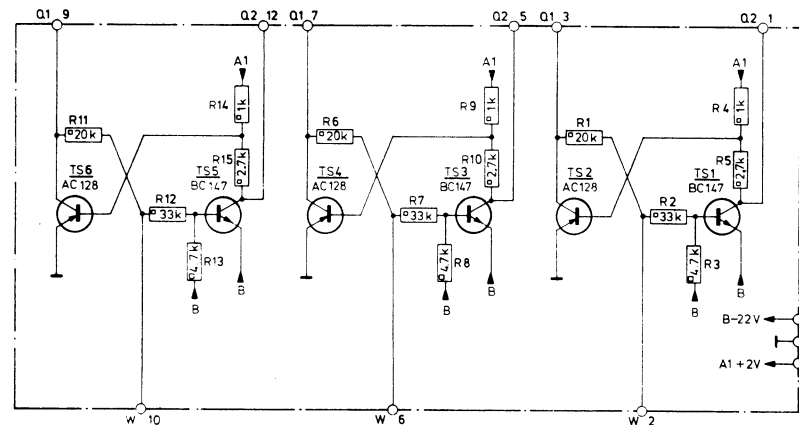 Q1 9
Q2 12
Q1 7
Q2 5
Q1 3
Q2 1
A1
R14
1k
R11
20k
R15
2.7k
TS6
AC128
TS5
BC147
R12
33k
4.7k
R13
B
B
W 10
A1
R9
1k
R6
20k
R10
2.7k
TS4
AC128
TS3
BC147
R7
33k
4.7k
R8
B
B
W 6
A1
R4
1k
R1
20k
R5
2.7k
TS2
AC128
TS1
BC147
R2
33k
4.7k
R3
B
B
W 2
B-22V
A1+2V